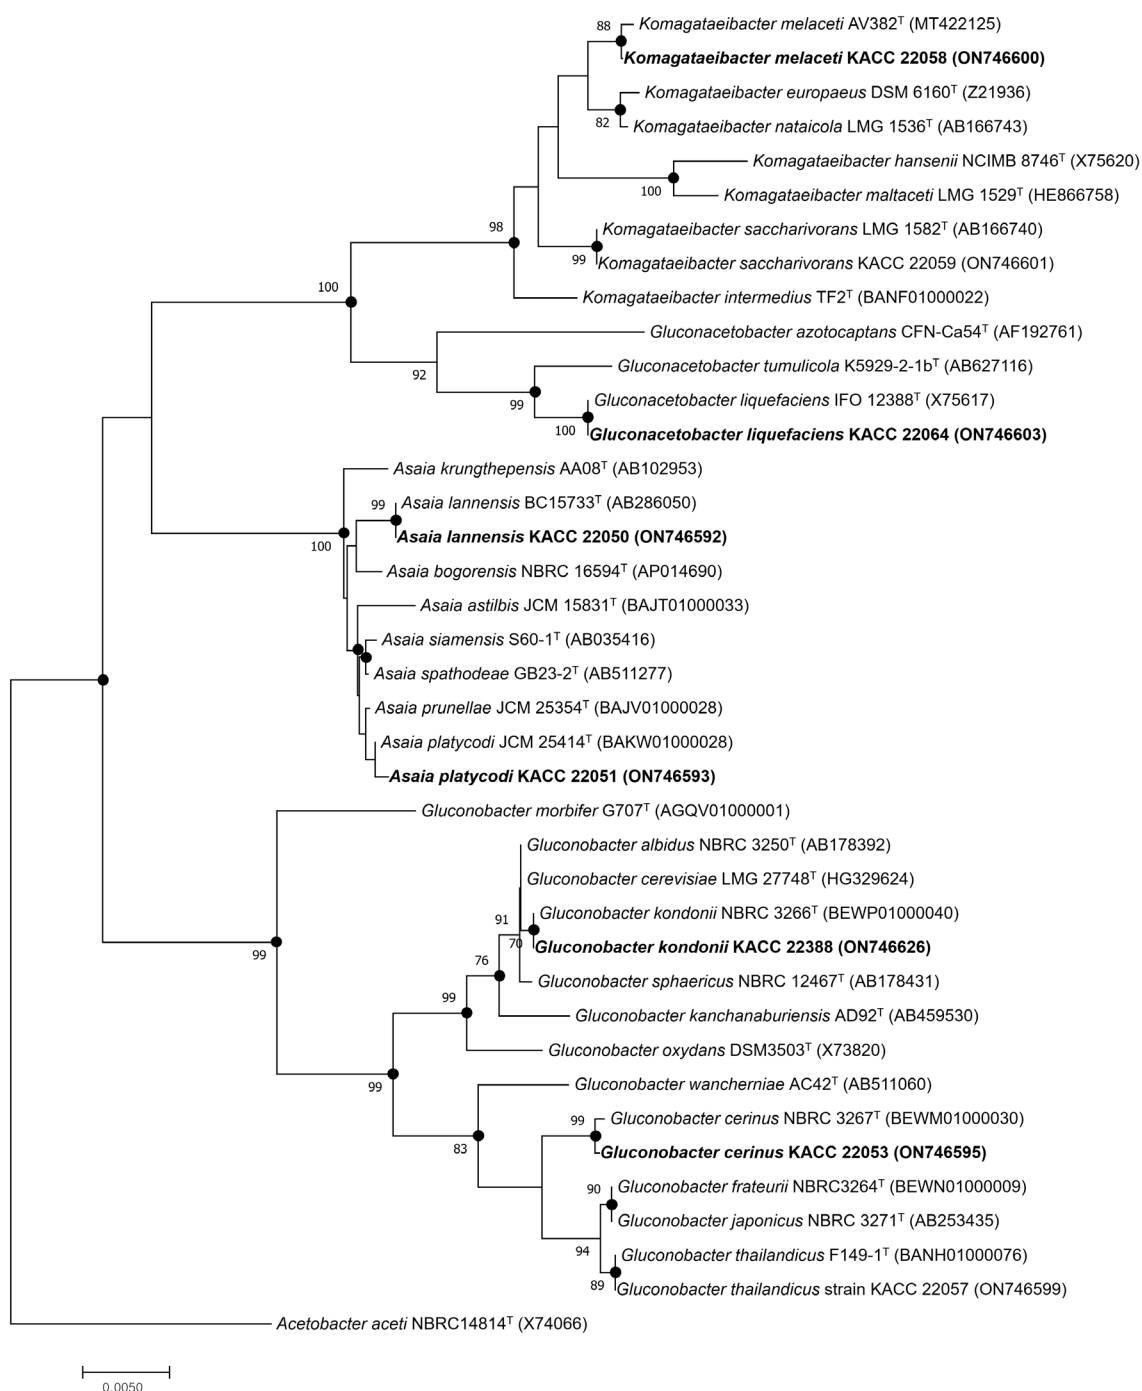 88
Komagataeibacter melaceti AV382ᵀ (MT422125)
Komagataeibacter melaceti KACC 22058 (ON746600)
Komagataeibacter europaeus DSM 6160ᵀ (Z21936)
82
Komagataeibacter nataicola LMG 1536ᵀ (AB166743)
Komagataeibacter hansenii NCIMB 8746ᵀ (X75620)
100
Komagataeibacter maltaceti LMG 1529ᵀ (HE866758)
98
Komagataeibacter saccharivorans LMG 1582ᵀ (AB166740)
99
Komagataeibacter saccharivorans KACC 22059 (ON746601)
100
Komagataeibacter intermedius TF2ᵀ (BANF01000022)
Gluconacetobacter azotocaptans CFN-Ca54ᵀ (AF192761)
92
Gluconacetobacter tumulicola K5929-2-1bᵀ (AB627116)
99
Gluconacetobacter liquefaciens IFO 12388ᵀ (X75617)
100
Gluconacetobacter liquefaciens KACC 22064 (ON746603)
Asaia krungthepensis AA08ᵀ (AB102953)
99
Asaia lannensis BC15733ᵀ (AB286050)
100
Asaia lannensis KACC 22050 (ON746592)
Asaia bogorensis NBRC 16594ᵀ (AP014690)
Asaia astilbis JCM 15831ᵀ (BAJT01000033)
Asaia siamensis S60-1ᵀ (AB035416)
Asaia spathodeae GB23-2ᵀ (AB511277)
Asaia prunellae JCM 25354ᵀ (BAJV01000028)
Asaia platycodi JCM 25414ᵀ (BAKW01000028)
Asaia platycodi KACC 22051 (ON746593)
Gluconobacter morbifer G707ᵀ (AGQV01000001)
Gluconobacter albidus NBRC 3250ᵀ (AB178392)
Gluconobacter cerevisiae LMG 27748ᵀ (HG329624)
91
Gluconobacter kondonii NBRC 3266ᵀ (BEWP01000040)
99
70
Gluconobacter kondonii KACC 22388 (ON746626)
76
Gluconobacter sphaericus NBRC 12467ᵀ (AB178431)
99
Gluconobacter kanchanaburiensis AD92ᵀ (AB459530)
Gluconobacter oxydans DSM3503ᵀ (X73820)
99
Gluconobacter wancherniae AC42ᵀ (AB511060)
99
Gluconobacter cerinus NBRC 3267ᵀ (BEWM01000030)
83
Gluconobacter cerinus KACC 22053 (ON746595)
90
Gluconobacter frateurii NBRC3264ᵀ (BEWN01000009)
Gluconobacter japonicus NBRC 3271ᵀ (AB253435)
94
Gluconobacter thailandicus F149-1ᵀ (BANH01000076)
89
Gluconobacter thailandicus strain KACC 22057 (ON746599)
Acetobacter aceti NBRC14814ᵀ (X74066)
0.0050